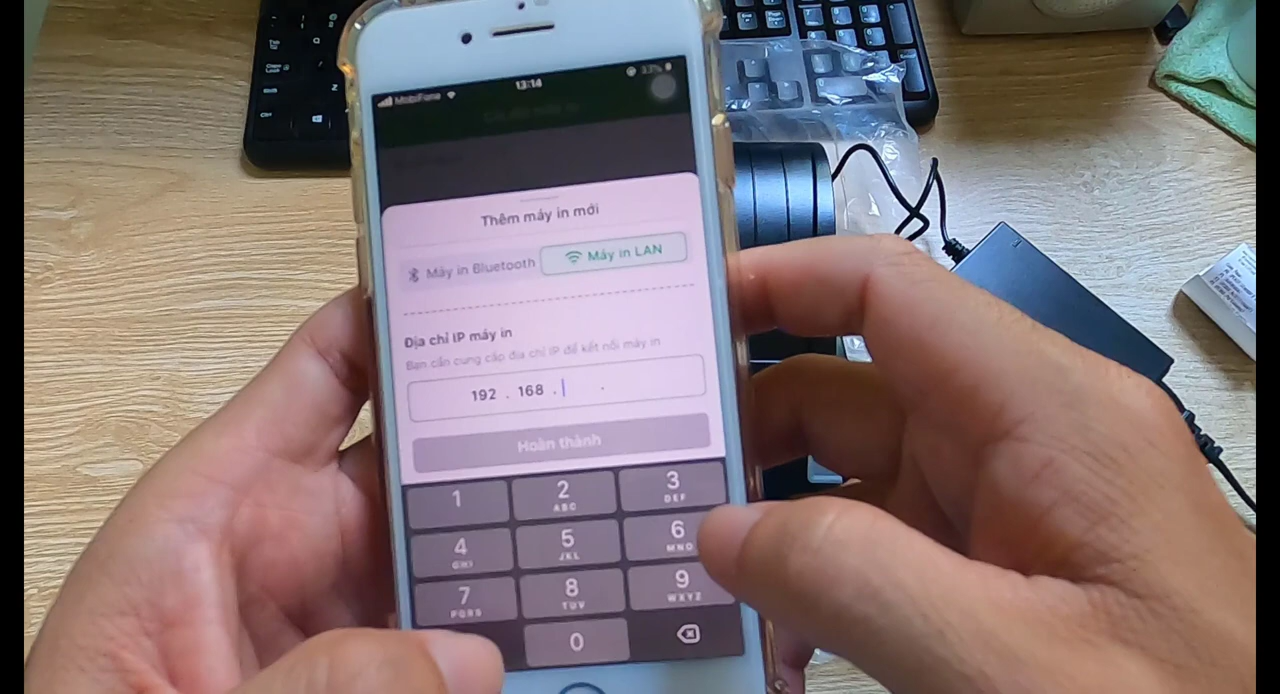 MobiFone 13:14 33%
Thêm máy in mới
Máy in Bluetooth Máy in LAN
Địa chỉ IP máy in
Bạn cần cung cấp địa chỉ IP để kết nối máy in
192 . 168 . .
Hoàn thành
1 2 3
ABC DEF
4 5 6
GHI JKL MNO
7 8 9
PQRS TUV WXYZ
0